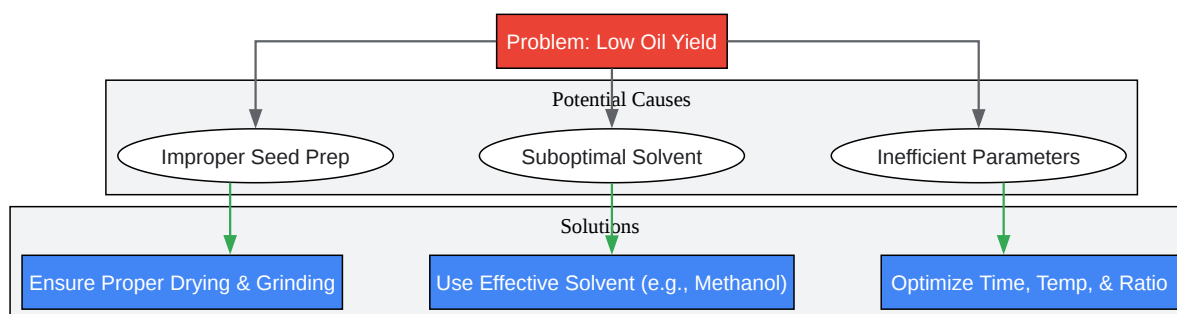 Problem: Low Oil Yield
Potential Causes
Improper Seed Prep
Suboptimal Solvent
Inefficient Parameters
Solutions
Ensure Proper Drying & Grinding
Use Effective Solvent (e.g., Methanol)
Optimize Time, Temp, & Ratio